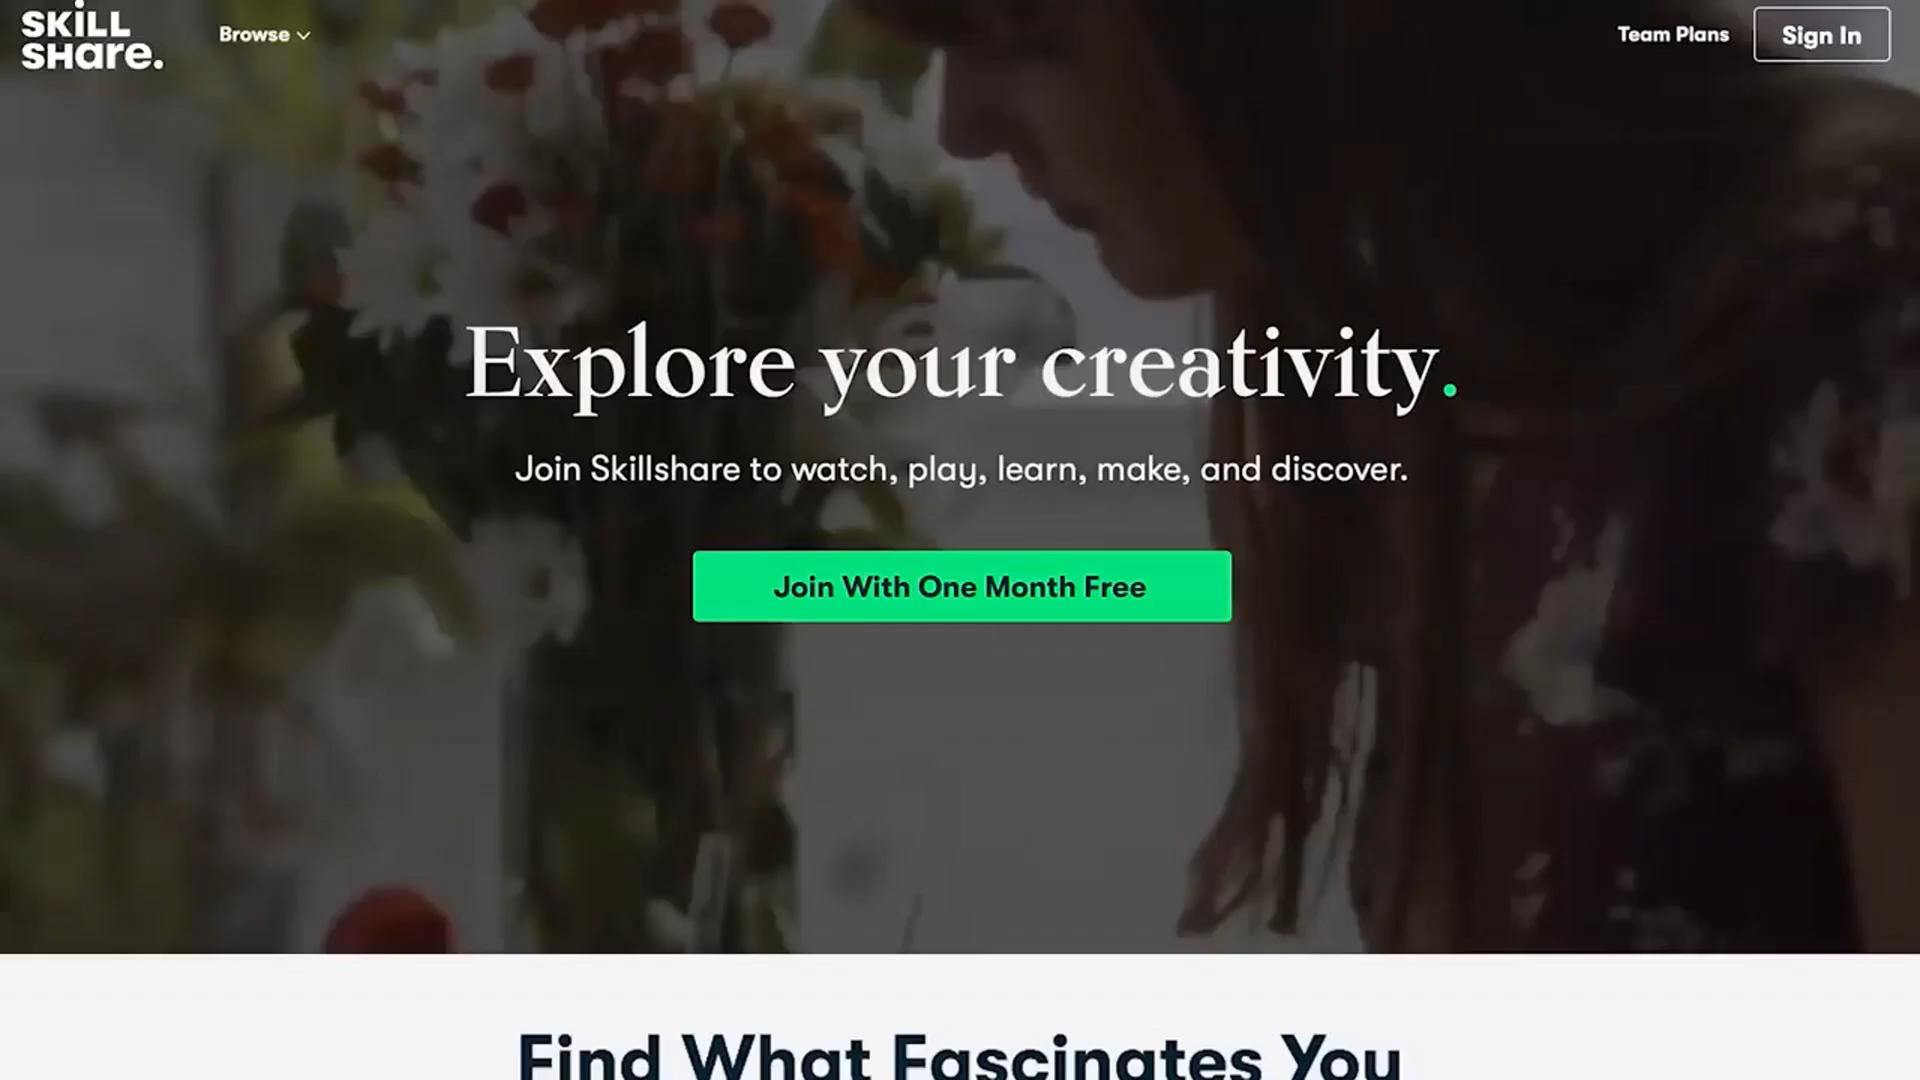 SKILL
SHare.
Browse
Team Plans
Sign In
Explore your creativity.
Join Skillshare to watch, play, learn, make, and discover.
Join With One Month Free
Find What Fascinates You